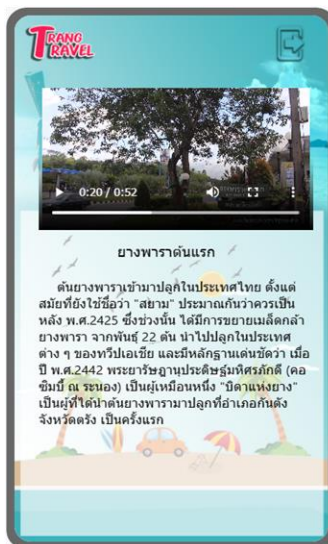 TRANG
TRAVEL
0:20 / 0:52
ยางพาราต้นแรก
ต้นยางพาราเข้ามาปลูกในประเทศไทย ตั้งแต่
สมัยที่ยังใช้ชื่อว่า "สยาม" ประมาณกันว่าควรเป็น
หลัง พ.ศ.2425 ซึ่งช่วงนั้น ได้มีการขยายเมล็ดกล้า
ยางพารา จากพันธุ์ 22 ต้น นำไปปลูกในประเทศ
ต่าง ๆ ของทวีปเอเชีย และมีหลักฐานเด่นชัดว่า เมื่อ
ปี พ.ศ.2442 พระยารัษฎานุประดิษฐ์มหิศรภักดี (คอ
ซิมบี้ ณ ระนอง) เป็นผู้เหมือนหนึ่ง "บิดาแห่งยาง"
เป็นผู้ที่ได้นำต้นยางพารามาปลูกที่อำเภอกันตัง
จังหวัดตรัง เป็นครั้งแรก